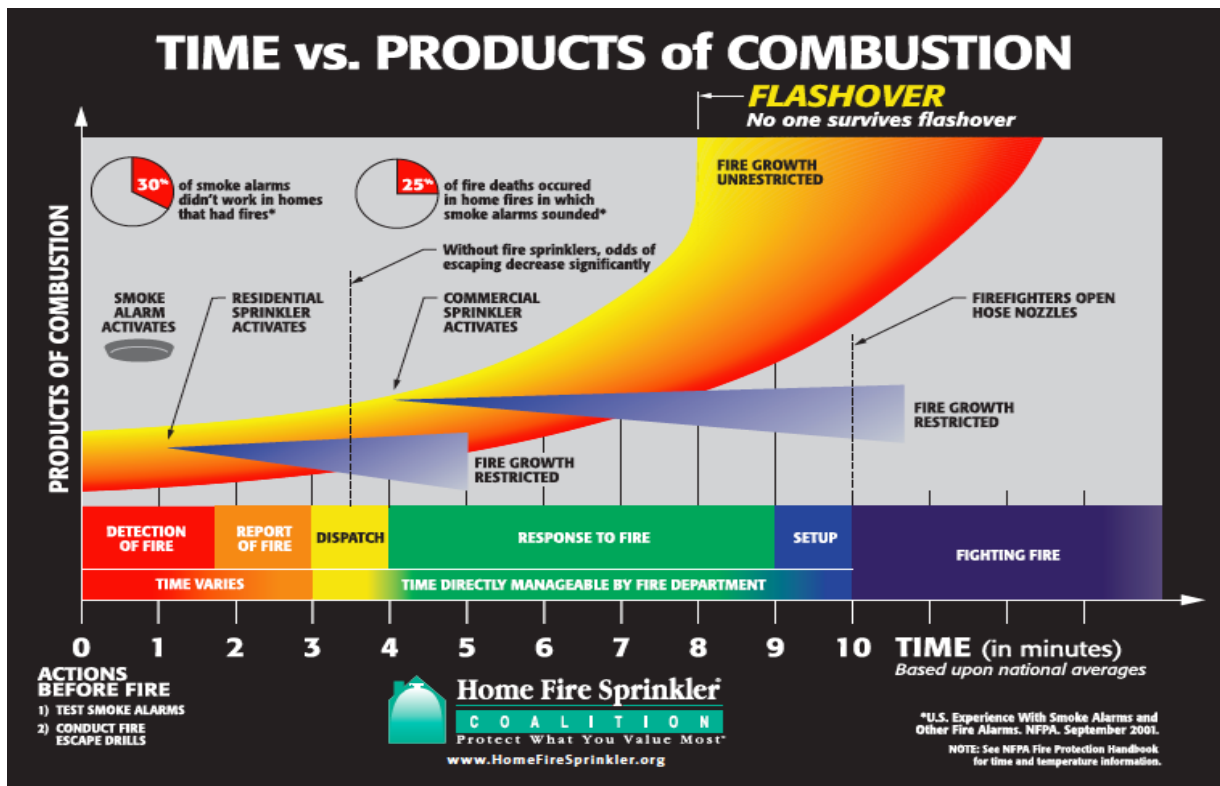 TIME vs. PRODUCTS of COMBUSTION
FLASHOVER
No one survives flashover
FIRE GROWTH
UNRESTRICTED
30%
of smoke alarms
didn't work in homes
that had fires*
25%
of fire deaths occured
in home fires in which
smoke alarms sounded*
Without fire sprinklers, odds of
escaping decrease significantly
SMOKE
ALARM
ACTIVATES
RESIDENTIAL
SPRINKLER
ACTIVATES
COMMERCIAL
SPRINKLER
ACTIVATES
FIREFIGHTERS OPEN
HOSE NOZZLES
PRODUCTS OF COMBUSTION
FIRE GROWTH
RESTRICTED
FIRE GROWTH
RESTRICTED
DETECTION
OF FIRE
REPORT
OF FIRE
DISPATCH
RESPONSE TO FIRE
SETUP
FIGHTING FIRE
TIME VARIES
TIME DIRECTLY MANAGEABLE BY FIRE DEPARTMENT
0 1 2 3 4 5 6 7 8 9 10 TIME (in minutes)
Based upon national averages
ACTIONS
BEFORE FIRE
1) TEST SMOKE ALARMS
2) CONDUCT FIRE
ESCAPE DRILLS
Home Fire Sprinkler
COALITION
Protect What You Value Most
www.HomeFireSprinkler.org
*U.S. Experience With Smoke Alarms and
Other Fire Alarms. NFPA. September 2001.
NOTE: See NFPA Fire Protection Handbook
for time and temperature information.